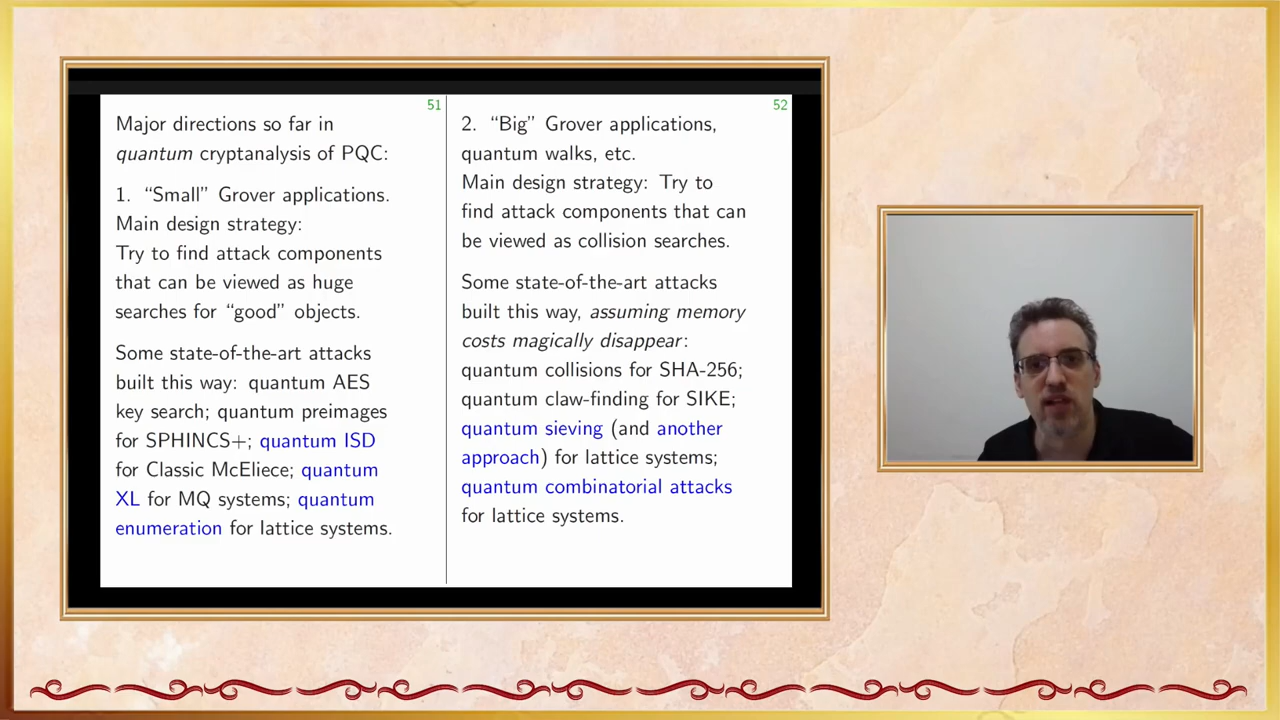 51
Major directions so far in
quantum cryptanalysis of PQC:
1. “Small” Grover applications.
Main design strategy:
Try to find attack components
that can be viewed as huge
searches for “good” objects.
Some state-of-the-art attacks
built this way: quantum AES
key search; quantum preimages
for SPHINCS+; quantum ISD
for Classic McEliece; quantum
XL for MQ systems; quantum
enumeration for lattice systems.
52
2. “Big” Grover applications,
quantum walks, etc.
Main design strategy: Try to
find attack components that can
be viewed as collision searches.
Some state-of-the-art attacks
built this way, assuming memory
costs magically disappear:
quantum collisions for SHA-256;
quantum claw-finding for SIKE;
quantum sieving (and another
approach) for lattice systems;
quantum combinatorial attacks
for lattice systems.